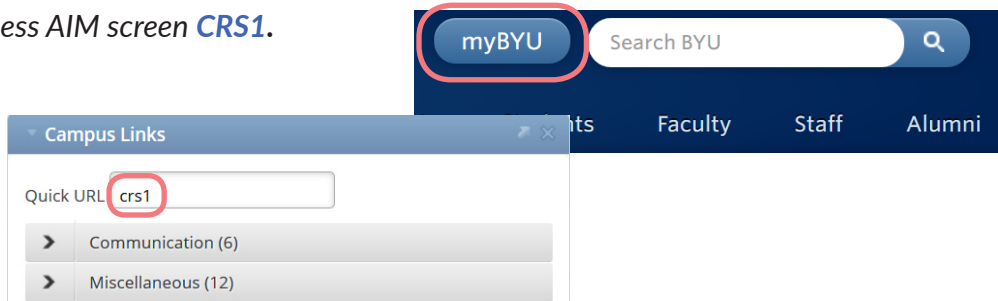 ess AIM screen CRS1.
myBYU
Search BYU
nts Faculty Staff Alumni
Campus Links
Quick URL crs1
Communication (6)
Miscellaneous (12)